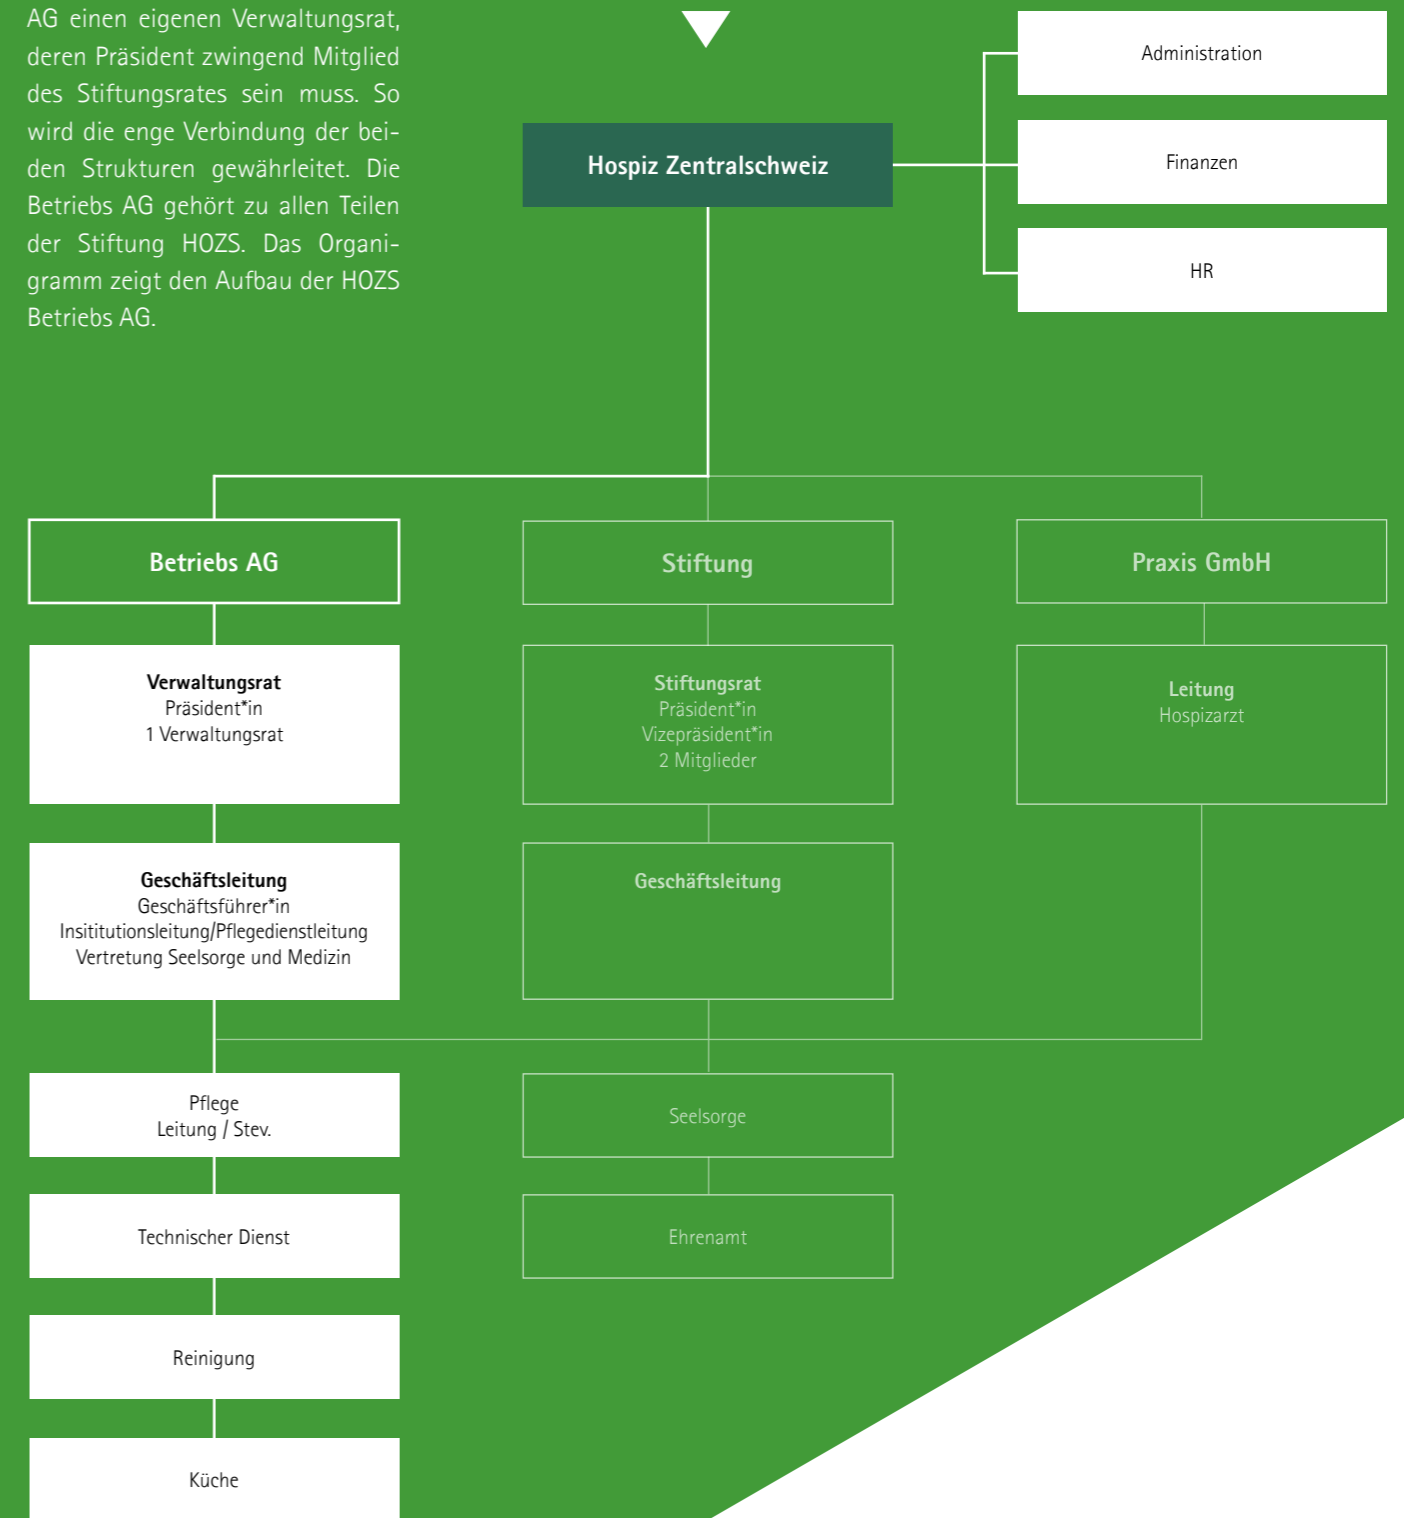 AG einen eigenen Verwaltungsrat,
deren Präsident zwingend Mitglied
des Stiftungsrates sein muss. So
wird die enge Verbindung der bei-
den Strukturen gewährleitet. Die
Betriebs AG gehört zu allen Teilen
der Stiftung HOZS. Das Organi-
gramm zeigt den Aufbau der HOZS
Betriebs AG.
Hospiz Zentralschweiz
Administration
Finanzen
HR
Betriebs AG
Verwaltungsrat
Präsident*in
1 Verwaltungsrat
Geschäftsleitung
Geschäftsführer*in
Insititutionsleitung/Pflegedienstleitung
Vertretung Seelsorge und Medizin
Pflege
Leitung / Stev.
Technischer Dienst
Reinigung
Küche
Stiftung
Stiftungsrat
Präsident*in
Vizepräsident*in
2 Mitglieder
Geschäftsleitung
Seelsorge
Ehrenamt
Praxis GmbH
Leitung
Hospizarzt